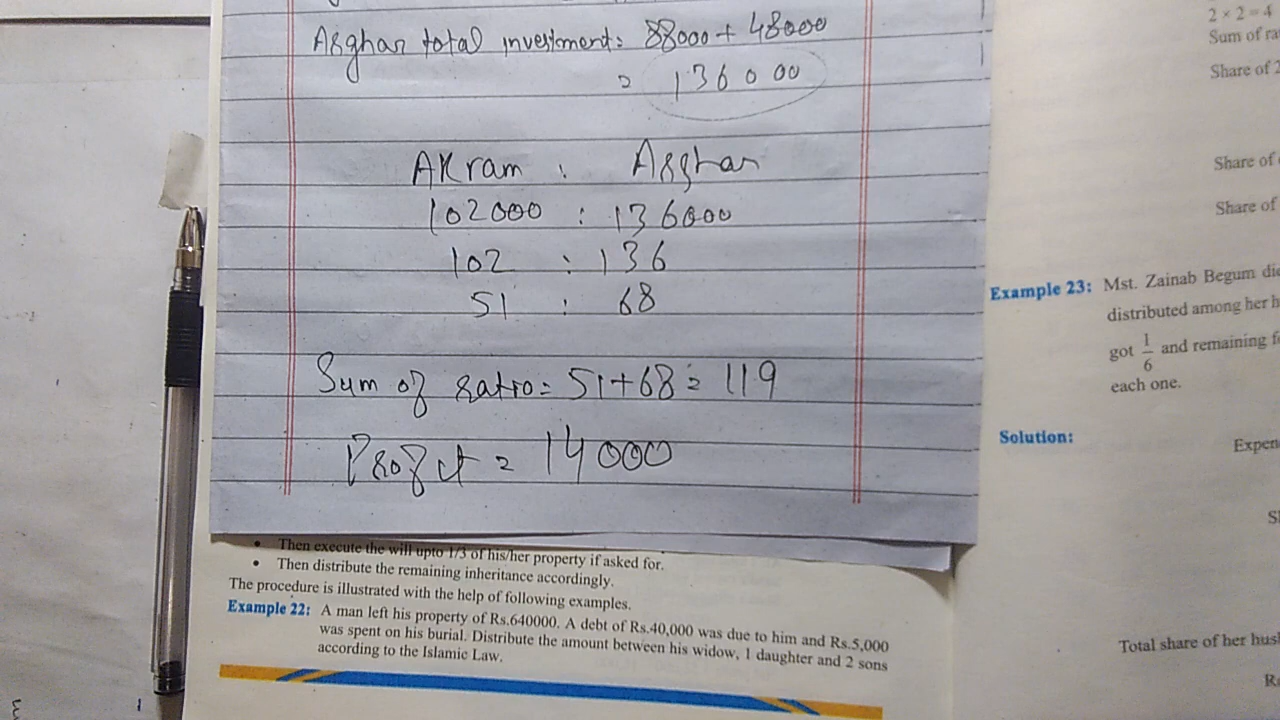 Asghar total investment = 88000 + 48000
= 136000
Akram : Asghar
102000 : 136000
102 : 136
51 : 68
Sum of ratio = 51+68 = 119
Profit = 14000
• Then execute the will upto 1/3 of his/her property if asked for.
• Then distribute the remaining inheritance accordingly.
The procedure is illustrated with the help of following examples.
Example 22: A man left his property of Rs.640000. A debt of Rs.40,000 was due to him and Rs.5,000
was spent on his burial. Distribute the amount between his widow, 1 daughter and 2 sons
according to the Islamic Law.
2 × 2 = 4
Sum of
Share of 2
Share of
Share of
Example 23: Mst. Zainab Begum
distributed among her
got 1/6 and remaining
each one.
Solution:
Total share of her